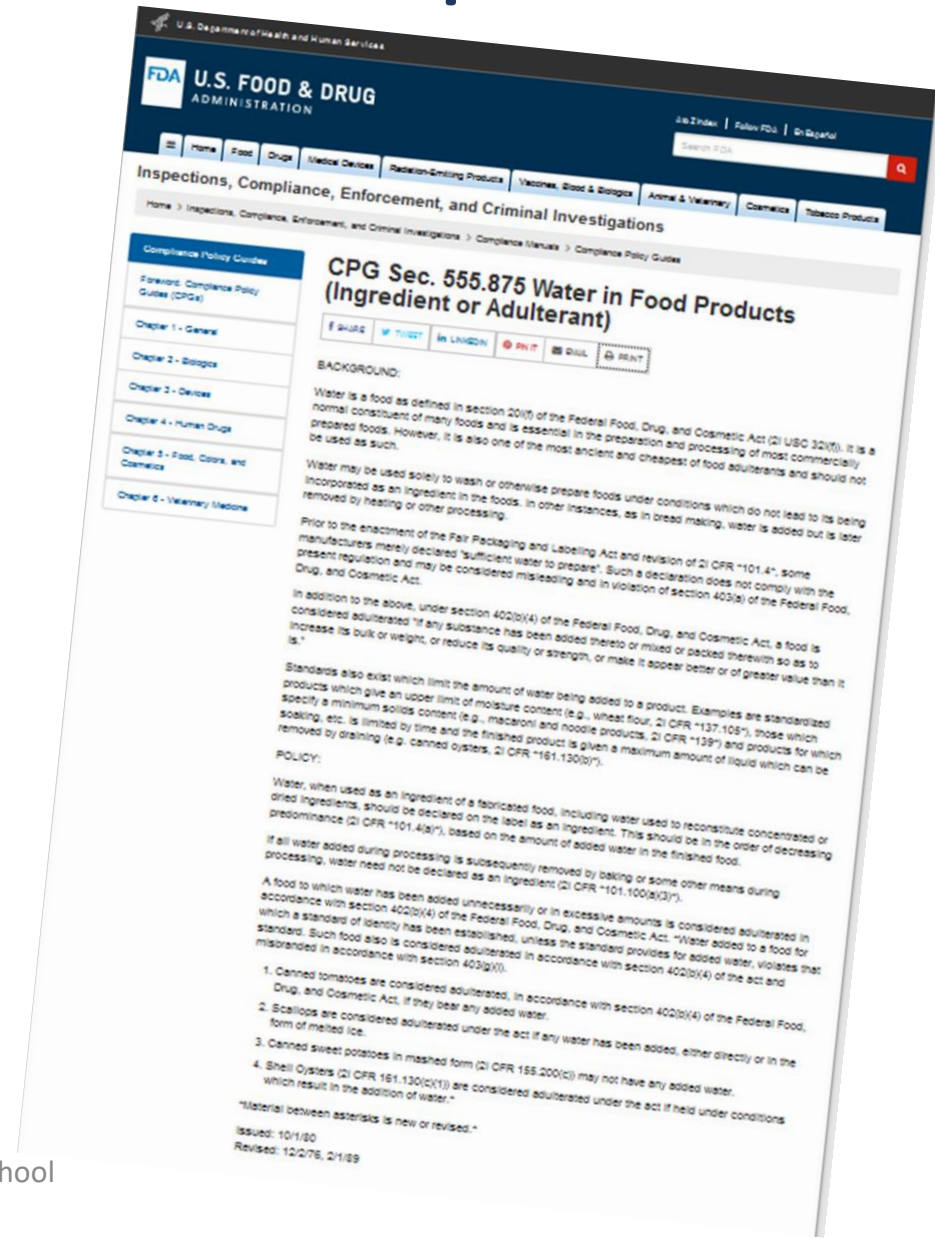 U.S. Department of Health and Human Services
FDA
U.S. FOOD & DRUG
ADMINISTRATION
A to Z Index | Follow FDA | En Español
Search FDA
Home Food Drugs Medical Devices Radiation-Emitting Products Vaccines, Blood & Biologics Animal & Veterinary Cosmetics Tobacco Products
Inspections, Compliance, Enforcement, and Criminal Investigations
Home > Inspections, Compliance, Enforcement, and Criminal Investigations > Compliance Manuals > Compliance Policy Guides
Compliance Policy Guides
Foreword. Compliance Policy
Guides (CPGs)
Chapter 1 - General
Chapter 2 - Biologics
Chapter 3 - Devices
Chapter 4 - Human Drugs
Chapter 5 - Food, Colors, and
Cosmetics
Chapter 6 - Veterinary Medicine
CPG Sec. 555.875 Water in Food Products
(Ingredient or Adulterant)
SHARE TWEET LINKEDIN PIN IT EMAIL PRINT
BACKGROUND:
Water is a food as defined in section 201(f) of the Federal Food, Drug, and Cosmetic Act (21 USC 321(f)). It is a
normal constituent of many foods and is essential in the preparation and processing of most commercially
prepared foods. However, it is also one of the most ancient and cheapest of food adulterants and should not
be used as such.
Water may be used solely to wash or otherwise prepare foods under conditions which do not lead to its being
incorporated as an ingredient in the foods. In other instances, as in bread making, water is added but is later
removed by heating or other processing.
Prior to the enactment of the Fair Packaging and Labeling Act and revision of 21 CFR *101.4*, some
manufacturers merely declared "sufficient water to prepare". Such a declaration does not comply with the
present regulation and may be considered misleading and in violation of section 403(a) of the Federal Food,
Drug, and Cosmetic Act.
In addition to the above, under section 402(b)(4) of the Federal Food, Drug, and Cosmetic Act, a food is
considered adulterated "if any substance has been added thereto or mixed or packed therewith so as to
increase its bulk or weight, or reduce its quality or strength, or make it appear better or of greater value than it
is."
Standards also exist which limit the amount of water being added to a product. Examples are standardized
products which give an upper limit of moisture content (e.g., wheat flour, 21 CFR *137.105*), those which
specify a minimum solids content (e.g., macaroni and noodle products, 21 CFR *139*) and products for which
soaking, etc. is limited by time and the finished product is given a maximum amount of liquid which can be
removed by draining (e.g. canned oysters, 21 CFR *161.130(b)*).
POLICY:
Water, when used as an ingredient of a fabricated food, including water used to reconstitute concentrated or
dried ingredients, should be declared on the label as an ingredient. This should be in the order of decreasing
predominance (21 CFR *101.4(a)*), based on the amount of added water in the finished food.
If all water added during processing is subsequently removed by baking or some other means during
processing, water need not be declared as an ingredient (21 CFR *101.100(a)(3)*).
A food to which water has been added unnecessarily or in excessive amounts is considered adulterated in
accordance with section 402(b)(4) of the Federal Food, Drug, and Cosmetic Act. *Water added to a food for
which a standard of identity has been established, unless the standard provides for added water, violates that
standard. Such food also is considered adulterated in accordance with section 402(b)(4) of the act and
misbranded in accordance with section 403(g)(1).
1. Canned tomatoes are considered adulterated, in accordance with section 402(b)(4) of the Federal Food,
Drug, and Cosmetic Act, if they bear any added water.
2. Scallops are considered adulterated under the act if any water has been added, either directly or in the
form of melted ice.
3. Canned sweet potatoes in mashed form (21 CFR 155.200(c)) may not have any added water.
4. Shell Oysters (21 CFR 161.130(c)(1)) are considered adulterated under the act if held under conditions
which result in the addition of water.*
*Material between asterisks is new or revised.*
Issued: 10/1/80
Revised: 12/2/76, 2/1/89
hool